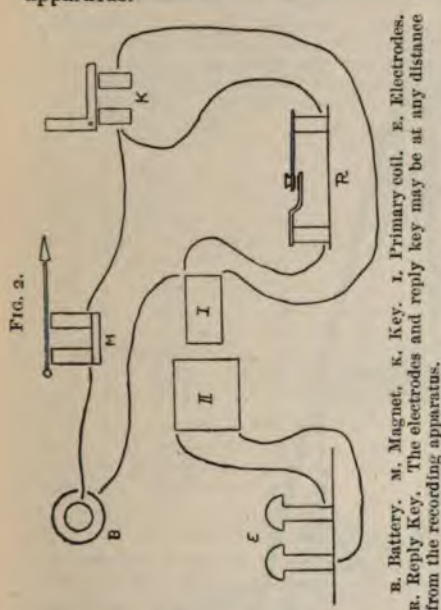 apparatus.
FIG. 2.
K
M
B
R
I
II
E
B. Battery. M. Magnet. K. Key. I. Primary coil. E. Electrodes.
R. Reply Key. The electrodes and reply key may be at any distance
from the recording apparatus.